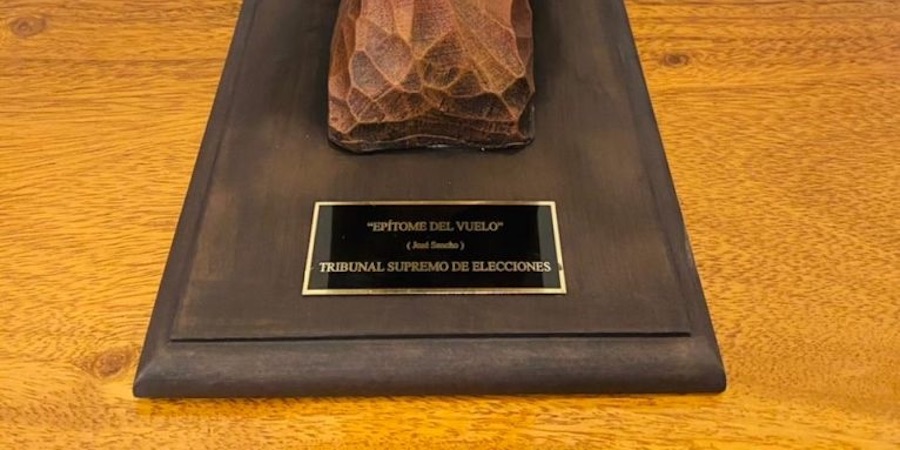 "EPÍTOME DEL VUELO"
( José Sancho )
TRIBUNAL SUPREMO DE ELECCIONES